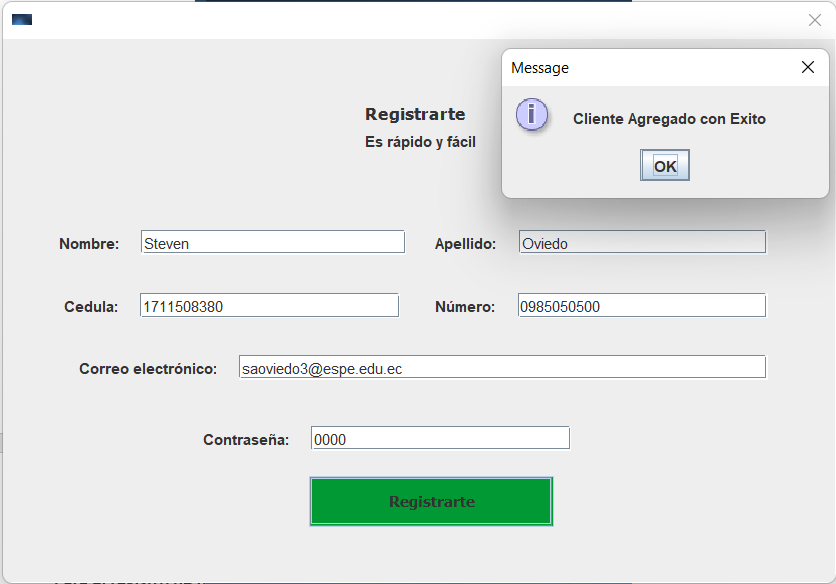 Message
Cliente Agregado con Exito
OK
Registrarte
Es rápido y fácil
Nombre: Steven Apellido: Oviedo
Cedula: 1711508380 Número: 0985050500
Correo electrónico: saoviedo3@espe.edu.ec
Contraseña: 0000
Registrarte